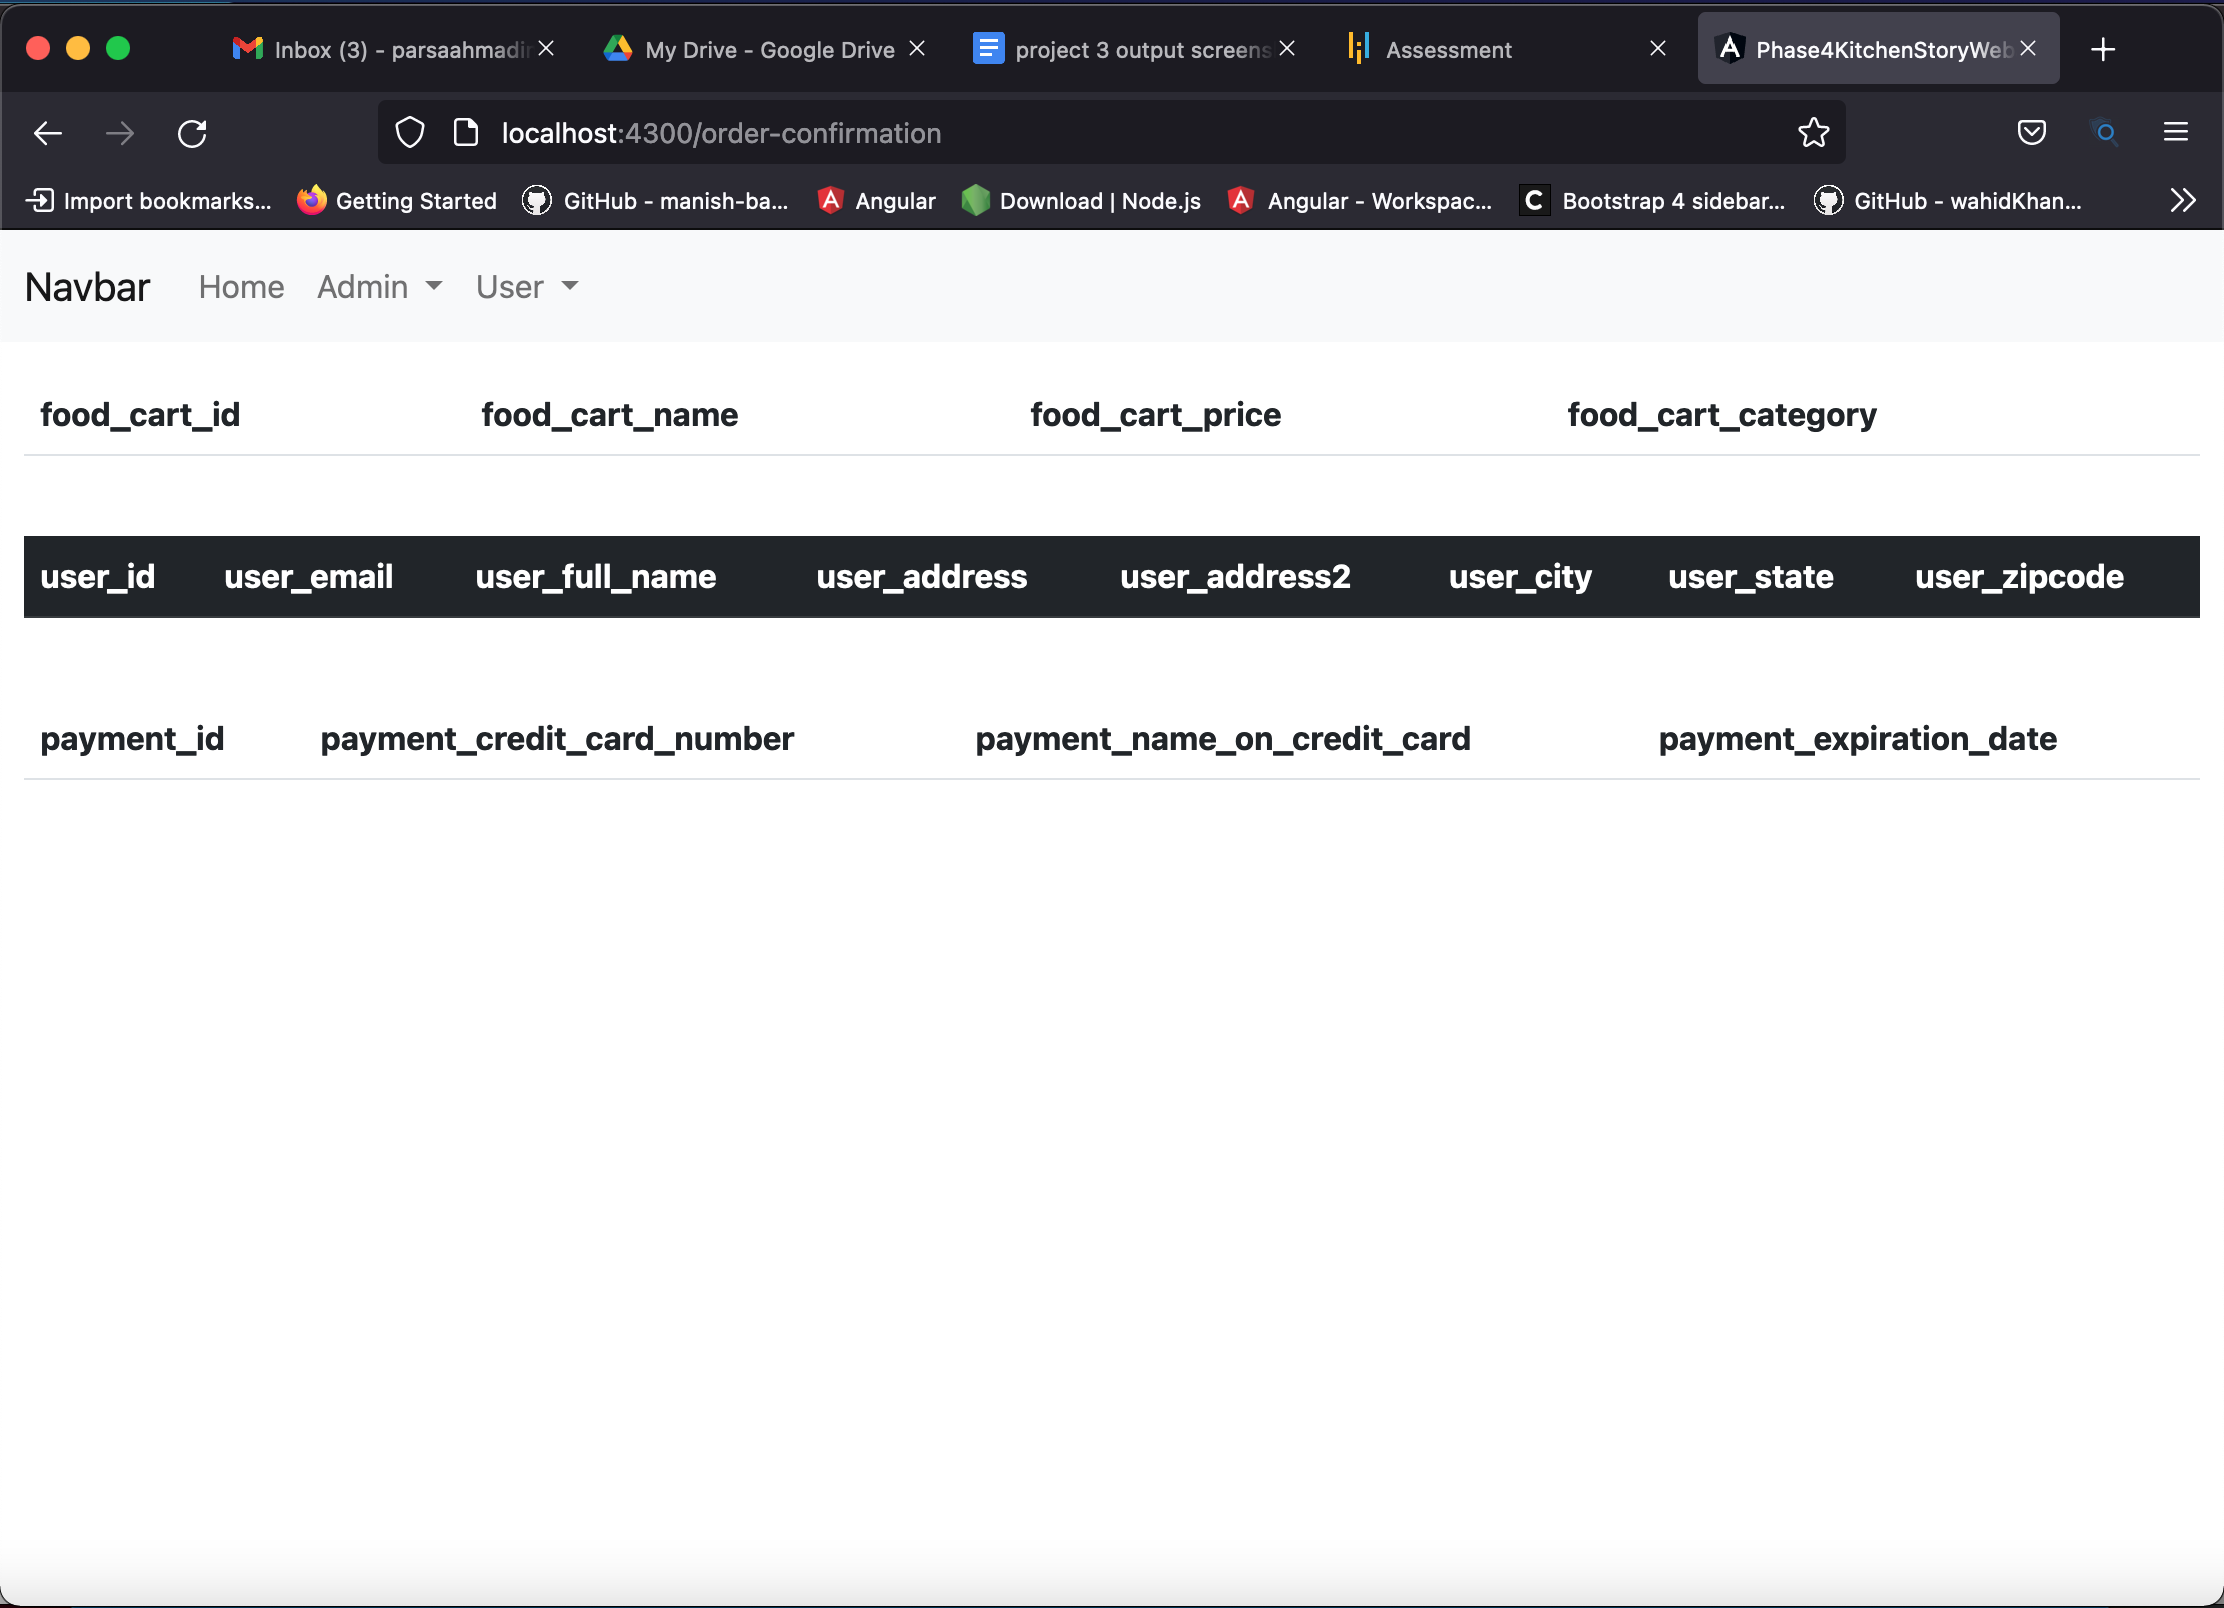 Inbox (3) - parsaahmadir My Drive - Google Drive project 3 output screens Assessment Phase4KitchenStoryWeb
localhost:4300/order-confirmation
Import bookmarks... Getting Started GitHub - manish-ba... Angular Download | Node.js Angular - Workspac... C Bootstrap 4 sidebar... GitHub - wahidKhan...
Navbar Home Admin User
food_cart_id food_cart_name food_cart_price food_cart_category
user_id user_email user_full_name user_address user_address2 user_city user_state user_zipcode
payment_id payment_credit_card_number payment_name_on_credit_card payment_expiration_date